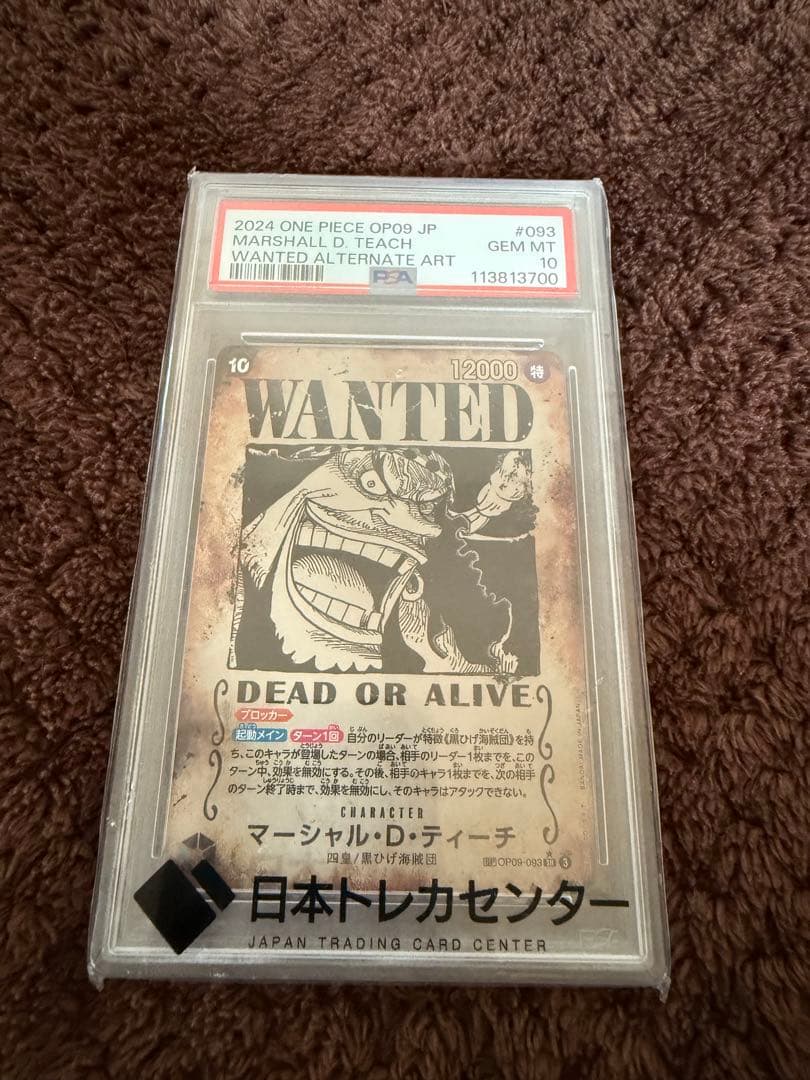 2024 ONE PIECE OP09 JP #093
MARSHALL D. TEACH GEM MT
WANTED ALTERNATE ART 10
PSA 113813700
10 12000 特
WANTED
DEAD OR ALIVE
ブロッカー
起動メイン ターン1回 自分のリーダーが特徴《黒ひげ海賊団》を持
ち、このキャラが登場したターンの場合、相手のリーダー1枚までを、この
ターン中、効果を無効にする。その後、相手のキャラ1枚までを、次の相手
のターン終了時まで、効果を無効にし、そのキャラはアタックできない。
CHARACTER
マーシャル・D・ティーチ
四皇/黒ひげ海賊団
OP09-093 SR 3
日本トレカセンター
JAPAN TRADING CARD CENTER